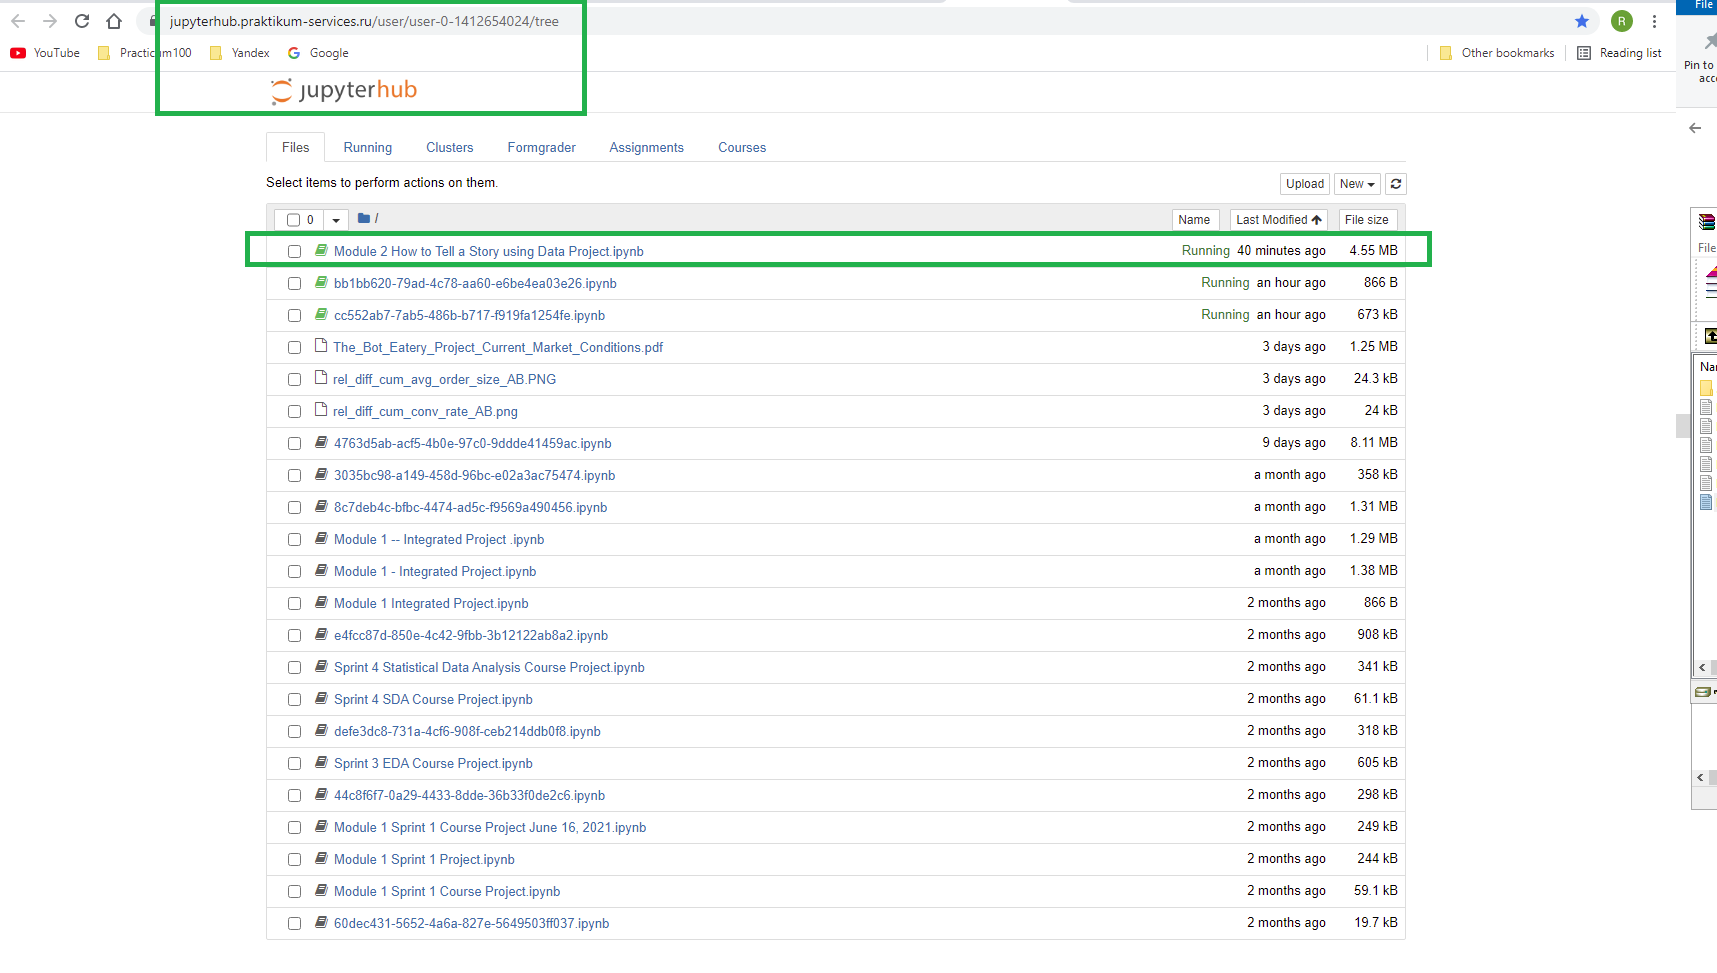 jupyterhub.praktikum-services.ru/user/user-0-1412654024/tree
R
File
YouTube Practicum100 Yandex Google Other bookmarks Reading list
Pin to
acc
jupyterhub
Files Running Clusters Formgrader Assignments Courses
Select items to perform actions on them.
Upload New
0 / Name Last Modified File size
File
Module 2 How to Tell a Story using Data Project.ipynb Running 40 minutes ago 4.55 MB
bb1bb620-79ad-4c78-aa60-e6be4ea03e26.ipynb Running an hour ago 866 B
cc552ab7-7ab5-486b-b717-f919fa1254fe.ipynb Running an hour ago 673 kB
The_Bot_Eatery_Project_Current_Market_Conditions.pdf 3 days ago 1.25 MB
Nar
rel_diff_cum_avg_order_size_AB.PNG 3 days ago 24.3 kB
rel_diff_cum_conv_rate_AB.png 3 days ago 24 kB
4763d5ab-acf5-4b0e-97c0-9ddde41459ac.ipynb 9 days ago 8.11 MB
3035bc98-a149-458d-96bc-e02a3ac75474.ipynb a month ago 358 kB
8c7deb4c-bfbc-4474-ad5c-f9569a490456.ipynb a month ago 1.31 MB
Module 1 -- Integrated Project .ipynb a month ago 1.29 MB
Module 1 - Integrated Project.ipynb a month ago 1.38 MB
Module 1 Integrated Project.ipynb 2 months ago 866 B
e4fcc87d-850e-4c42-9fbb-3b12122ab8a2.ipynb 2 months ago 908 kB
Sprint 4 Statistical Data Analysis Course Project.ipynb 2 months ago 341 kB
Sprint 4 SDA Course Project.ipynb 2 months ago 61.1 kB
defe3dc8-731a-4cf6-908f-ceb214ddb0f8.ipynb 2 months ago 318 kB
Sprint 3 EDA Course Project.ipynb 2 months ago 605 kB
44c8f6f7-0a29-4433-8dde-36b33f0de2c6.ipynb 2 months ago 298 kB
Module 1 Sprint 1 Course Project June 16, 2021.ipynb 2 months ago 249 kB
Module 1 Sprint 1 Project.ipynb 2 months ago 244 kB
Module 1 Sprint 1 Course Project.ipynb 2 months ago 59.1 kB
60dec431-5652-4a6a-827e-5649503ff037.ipynb 2 months ago 19.7 kB